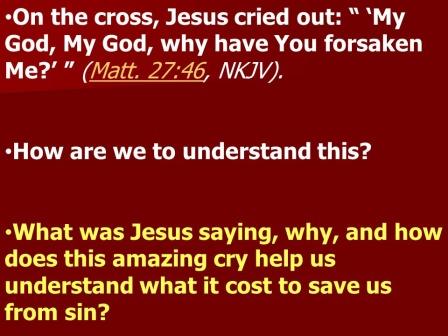 •On the cross, Jesus cried out: “ ‘My
God, My God, why have You forsaken
Me?’ ” (Matt. 27:46, NKJV).
•How are we to understand this?
•What was Jesus saying, why, and how
does this amazing cry help us
understand what it cost to save us
from sin?